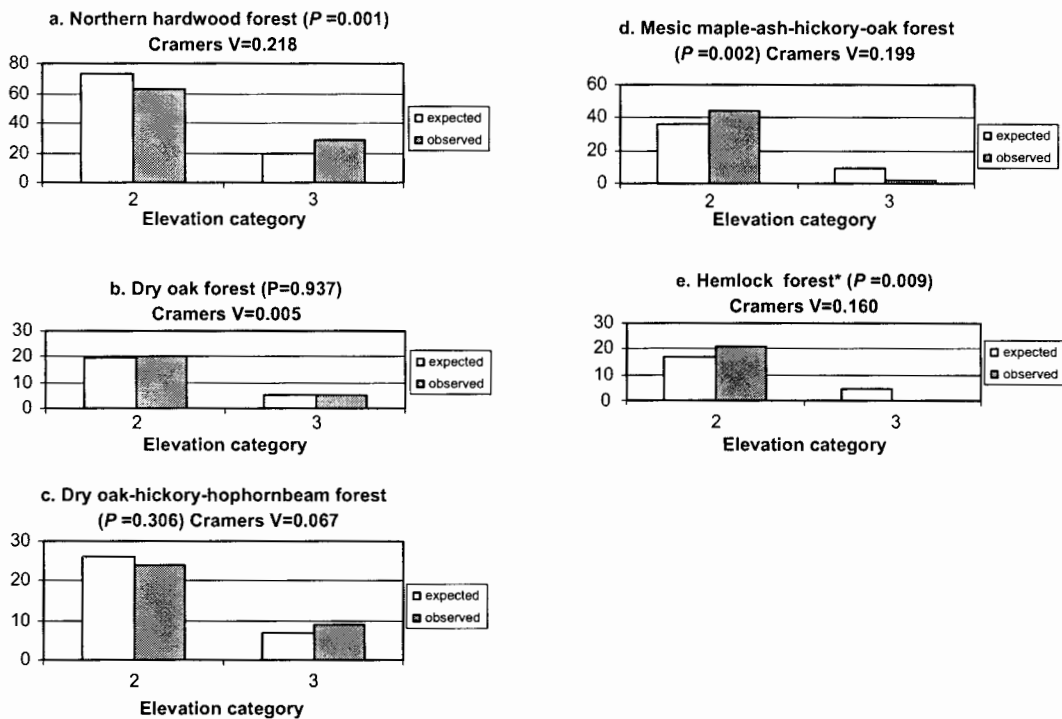 a. Northern hardwood forest (P =0.001)
Cramers V=0.218
80
60
40
20
0
2
3
Elevation category
expected
observed
b. Dry oak forest (P=0.937)
Cramers V=0.005
30
20
10
0
2
3
Elevation category
expected
observed
c. Dry oak-hickory-hophornbeam forest
(P =0.306) Cramers V=0.067
30
20
10
0
2
3
Elevation category
expected
observed
d. Mesic maple-ash-hickory-oak forest
(P =0.002) Cramers V=0.199
60
40
20
0
2
3
Elevation category
expected
observed
e. Hemlock forest* (P =0.009)
Cramers V=0.160
30
20
10
0
2
3
Elevation category
expected
observed